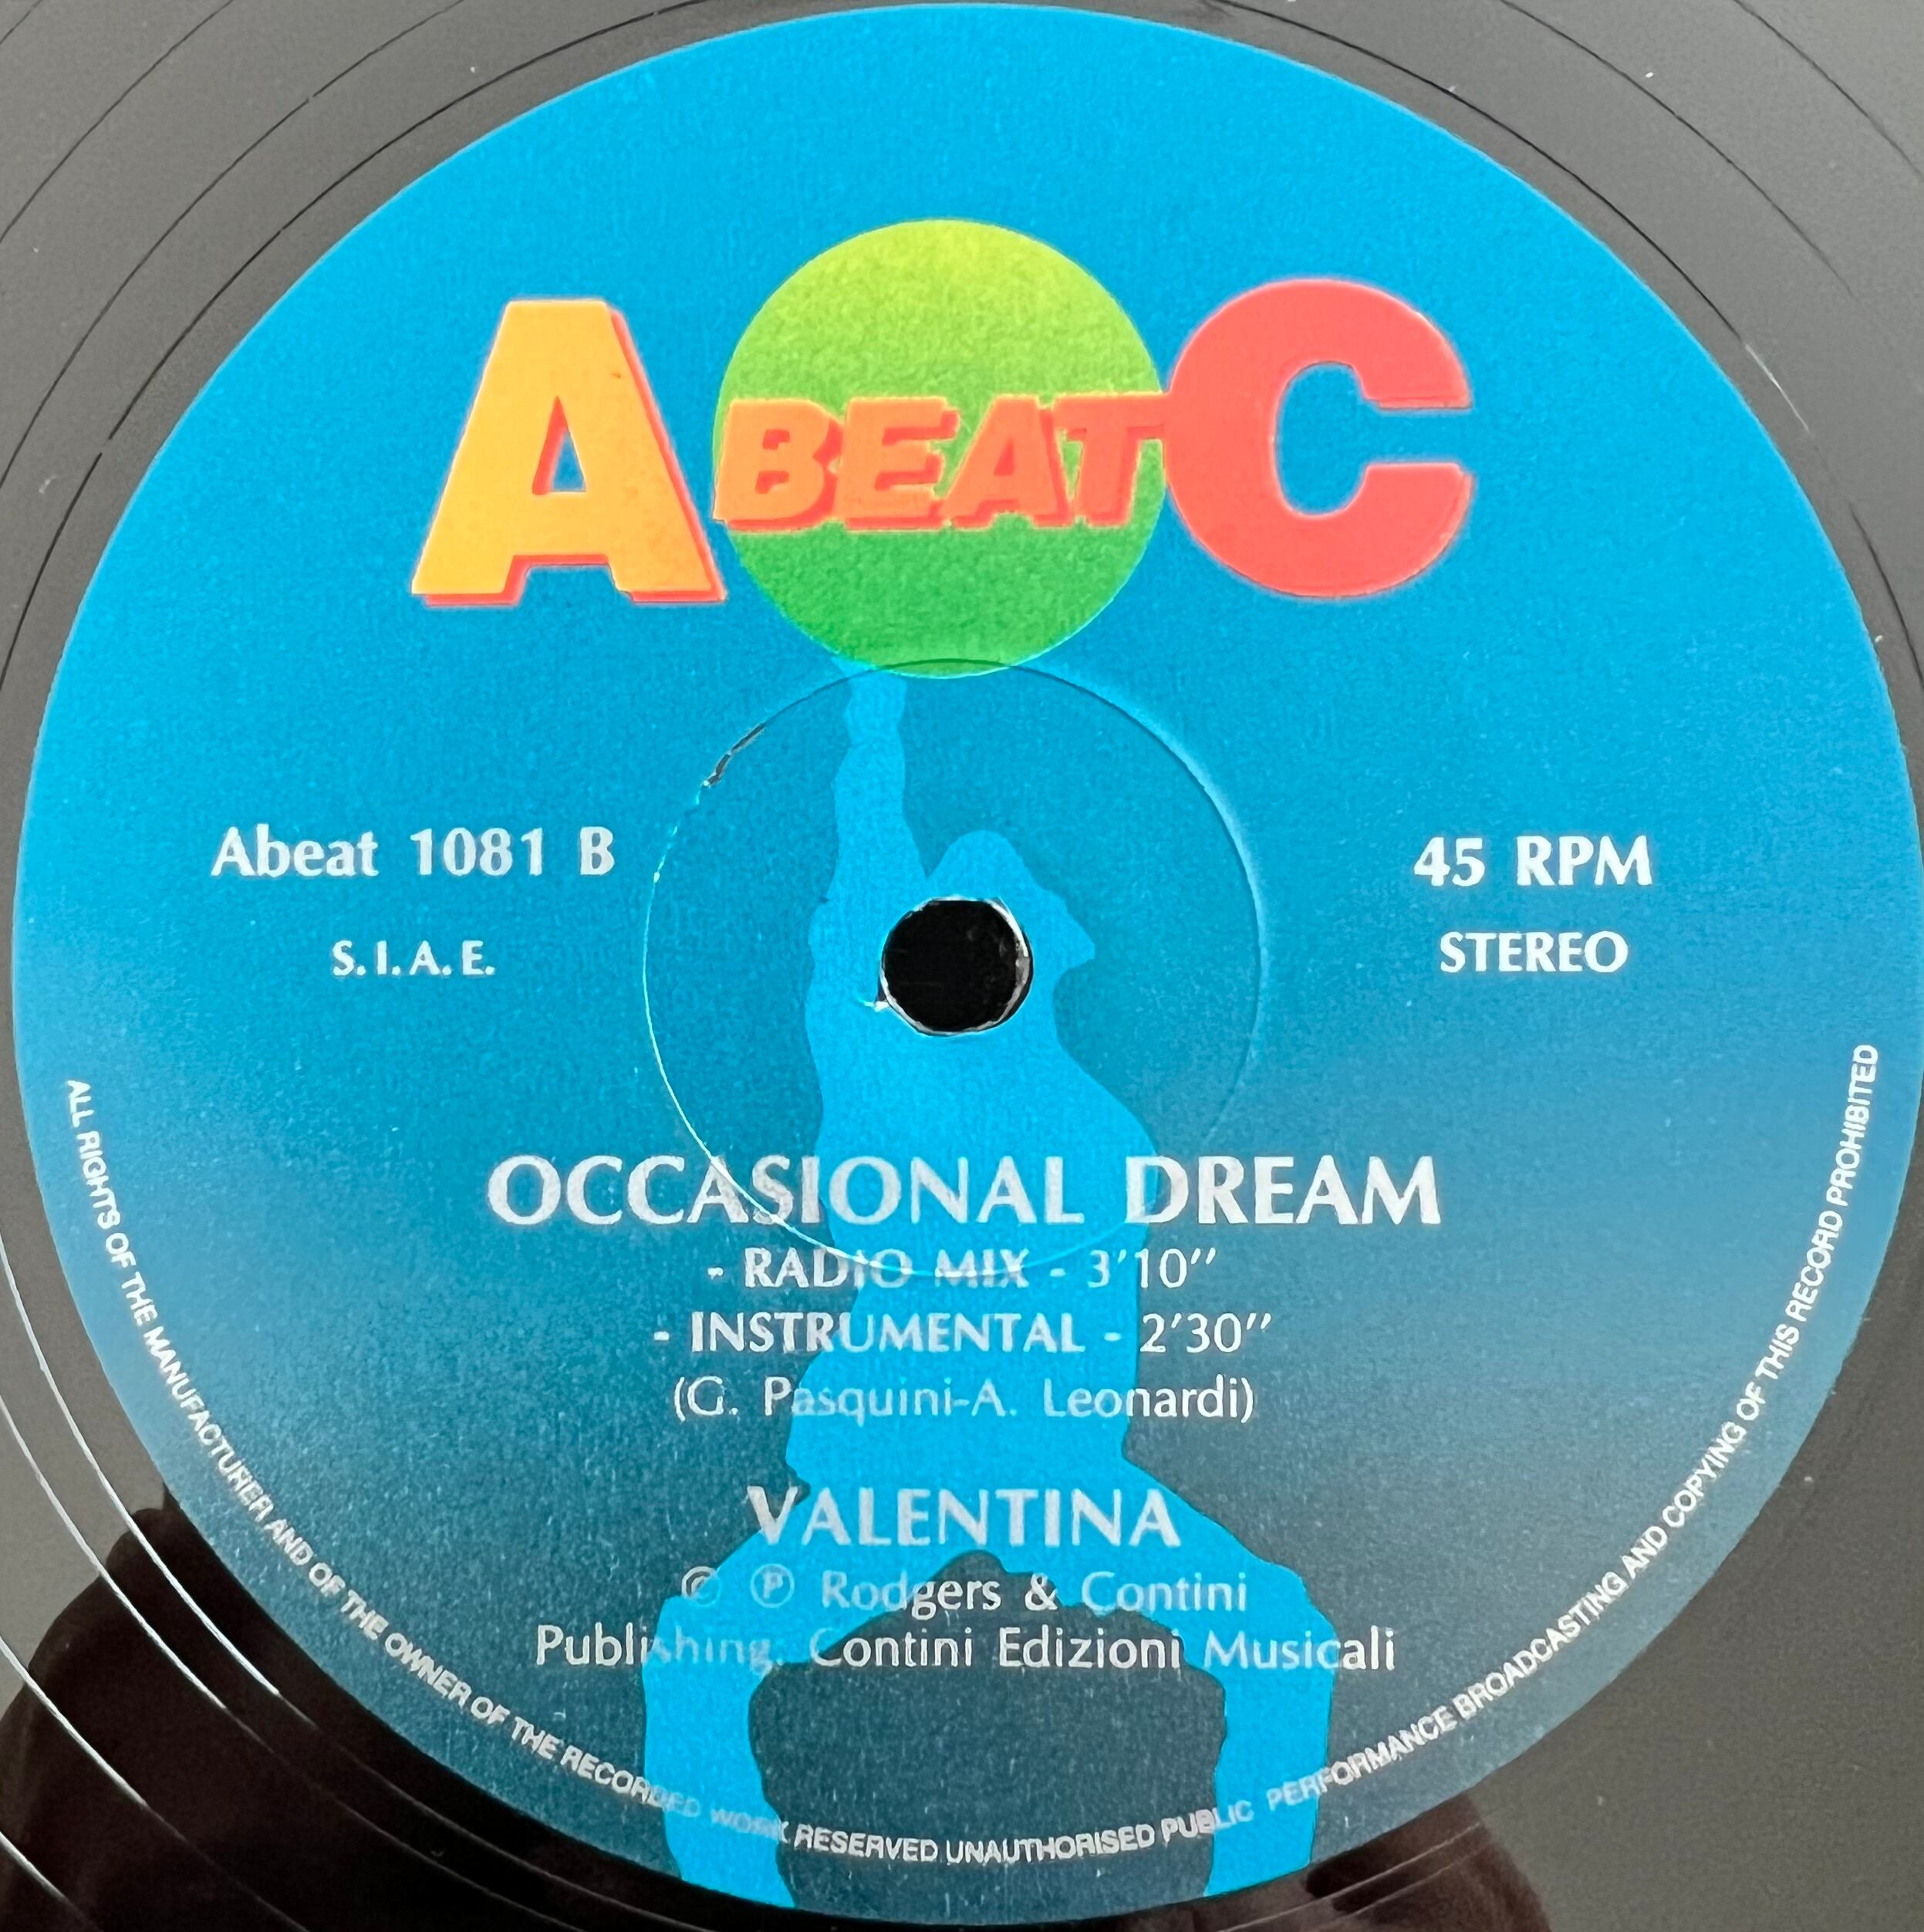 A BEAT C
Abeat 1081 B
S.I.A.E.
45 RPM
STEREO
OCCASIONAL DREAM
- RADIO MIX - 3'10"
- INSTRUMENTAL - 2'30"
(G. Pasquini-A. Leonardi)
VALENTINA
© ℗ Rodgers & Contini
Publishing: Contini Edizioni Musicali
ALL RIGHTS OF THE MANUFACTURER AND OF THE OWNER OF THE RECORDED WORK RESERVED UNAUTHORISED PUBLIC PERFORMANCE BROADCASTING AND COPYING OF THIS RECORD PROHIBITED